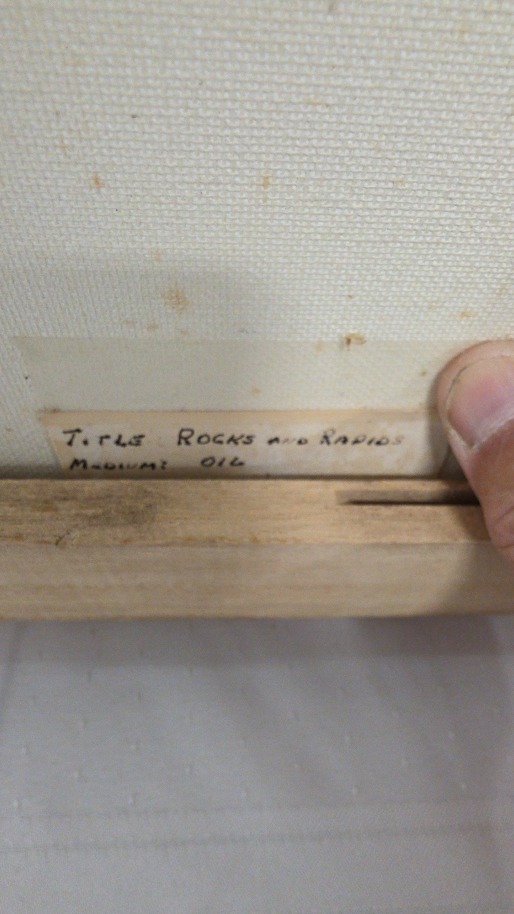 TITLE: ROCKS AND RAPIDS
MEDIUM: OIL